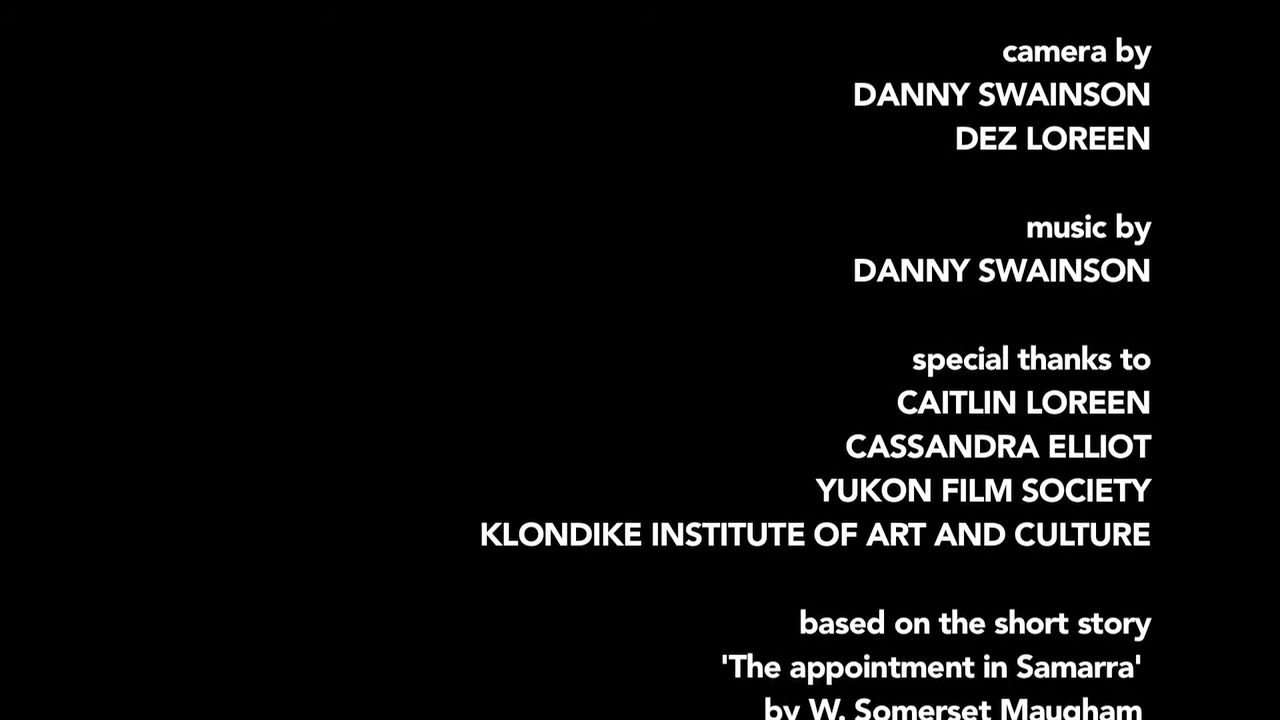 camera by
DANNY SWAINSON
DEZ LOREEN
music by
DANNY SWAINSON
special thanks to
CAITLIN LOREEN
CASSANDRA ELLIOT
YUKON FILM SOCIETY
KLONDIKE INSTITUTE OF ART AND CULTURE
based on the short story
'The appointment in Samarra'
by W. Somerset Maugham